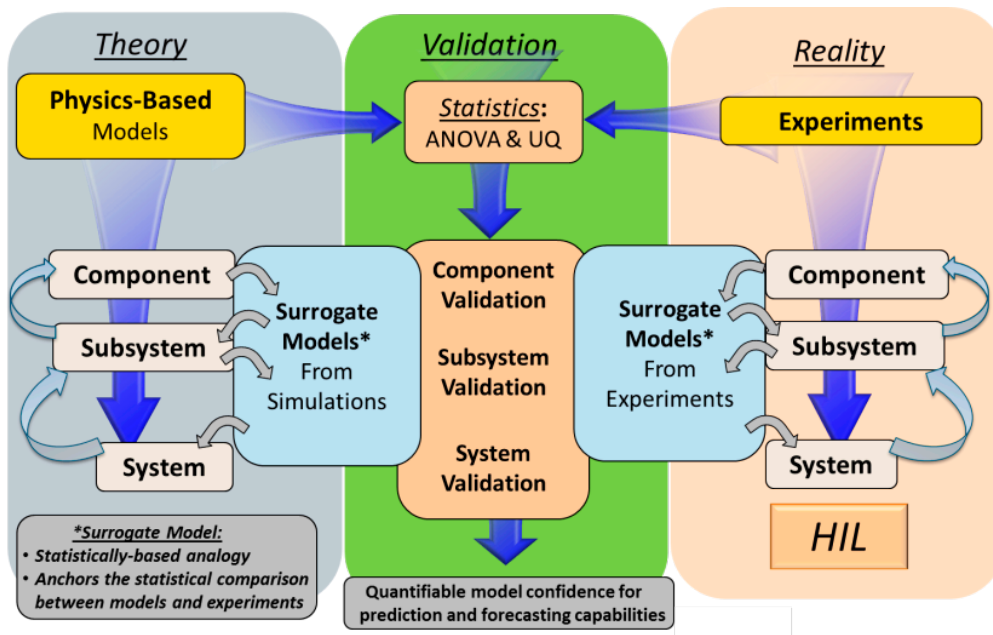 Theory
Physics-Based
Models
Component
Subsystem
System
Surrogate
Models*
From
Simulations
*Surrogate Model:
• Statistically-based analogy
• Anchors the statistical comparison
between models and experiments
Validation
Statistics:
ANOVA & UQ
Component
Validation
Subsystem
Validation
System
Validation
Quantifiable model confidence for
prediction and forecasting capabilities
Reality
Experiments
Surrogate
Models*
From
Experiments
Component
Subsystem
System
HIL